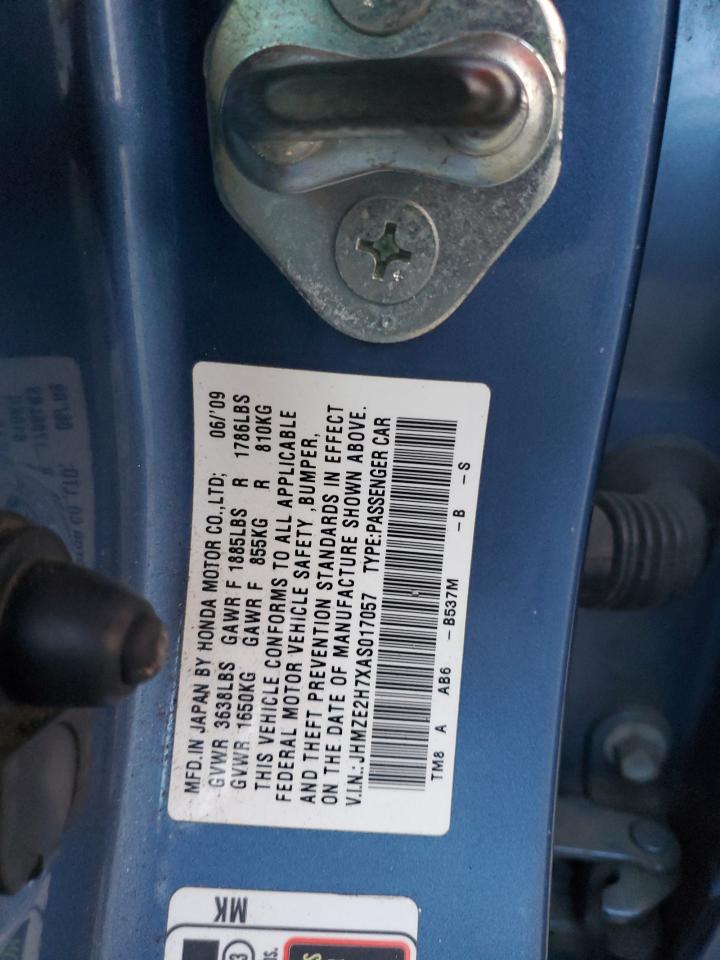 MFD.IN JAPAN BY HONDA MOTOR CO.,LTD; 06/'09
GVWR 3638LBS GAWR F 1885LBS R 1786LBS
GVWR 1650KG GAWR F 855KG R 810KG
THIS VEHICLE CONFORMS TO ALL APPLICABLE
FEDERAL MOTOR VEHICLE SAFETY ,BUMPER,
AND THEFT PREVENTION STANDARDS IN EFFECT
ON THE DATE OF MANUFACTURE SHOWN ABOVE.
V.I.N.: JHMZE2H7XAS017057 TYPE:PASSENGER CAR
TM8 A AB6 -B537M -B -S
MK
3